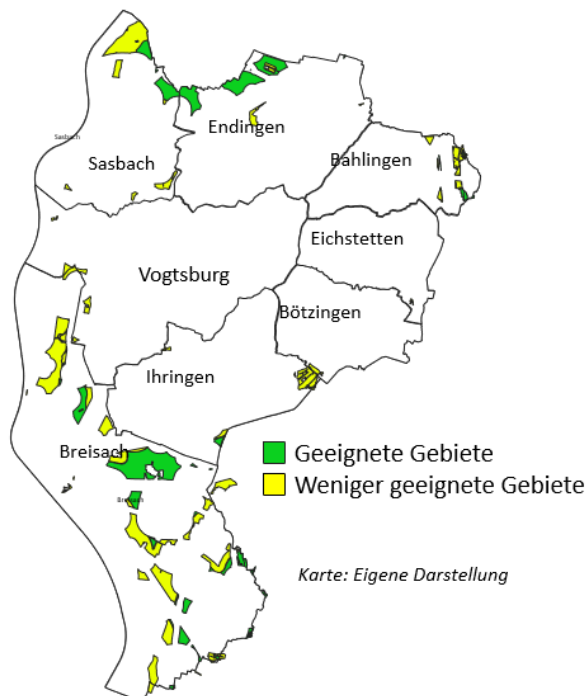 Endingen
Sasbach
Sasbach
Bahlingen
Eichstetten
Vogtsburg
Bötzingen
Ihringen
Breisach
Geeignete Gebiete
Weniger geeignete Gebiete
Breisach
Karte: Eigene Darstellung